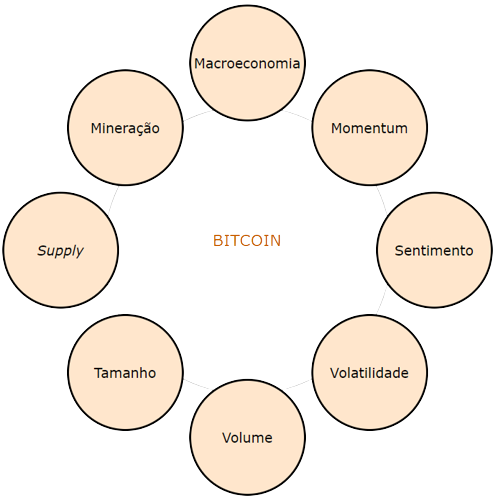 Macroeconomia
Mineração
Momentum
Supply
BITCOIN
Sentimento
Tamanho
Volatilidade
Volume